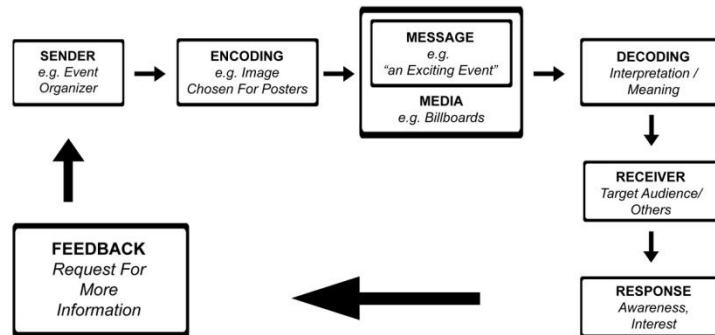 SENDER
e.g. Event
Organizer
ENCODING
e.g. Image
Chosen For Posters
MESSAGE
e.g.
“an Exciting Event”
MEDIA
e.g. Billboards
DECODING
Interpretation /
Meaning
RECEIVER
Target Audience/
Others
RESPONSE
Awareness,
Interest
FEEDBACK
Request For
More
Information